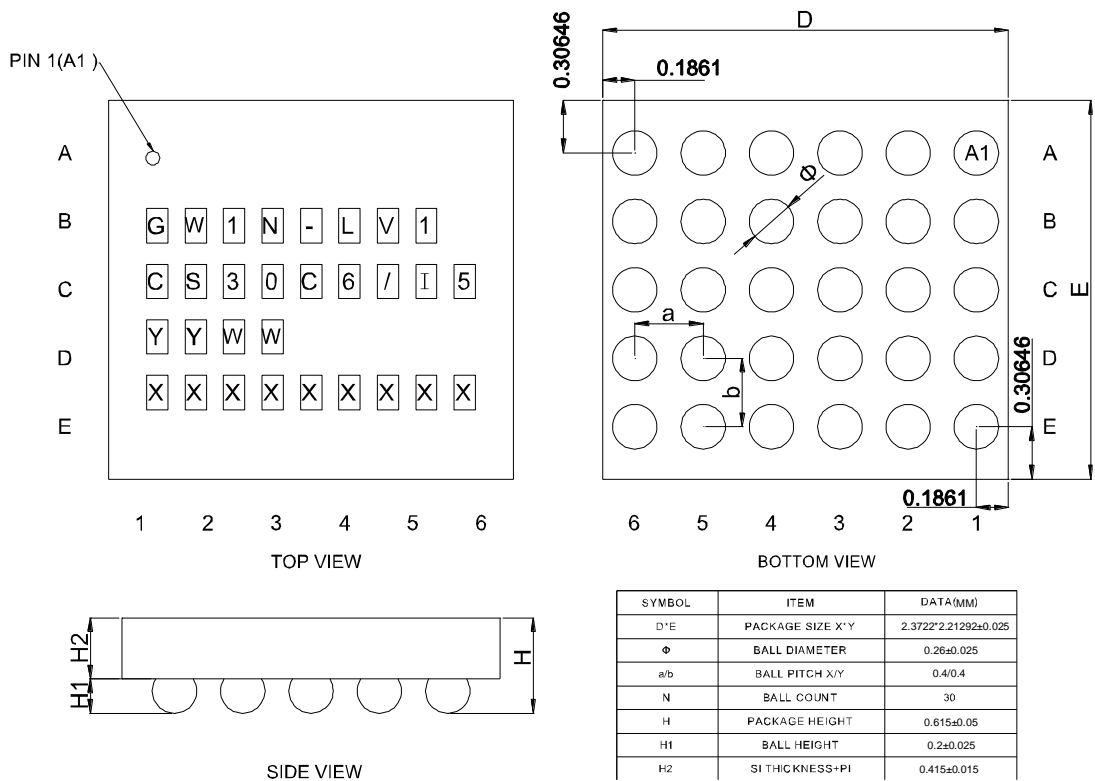 PIN 1(A1 )
A
B
C
D
E
G W 1 N - L V 1
C S 3 0 C 6 / I 5
Y Y W W
X X X X X X X X X
1 2 3 4 5 6
TOP VIEW
D
0.30646
0.1861
A1
Φ
a
b
A
B
C
D
E
E
0.30646
0.1861
6 5 4 3 2 1
BOTTOM VIEW
H2
H1
H
SIDE VIEW
SYMBOL ITEM DATA(MM)
D*E PACKAGE SIZE X*Y 2.3722*2.21292±0.025
Φ BALL DIAMETER 0.26±0.025
a/b BALL PITCH X/Y 0.4/0.4
N BALL COUNT 30
H PACKAGE HEIGHT 0.615±0.05
H1 BALL HEIGHT 0.2±0.025
H2 SI THICKNESS+PI 0.415±0.015